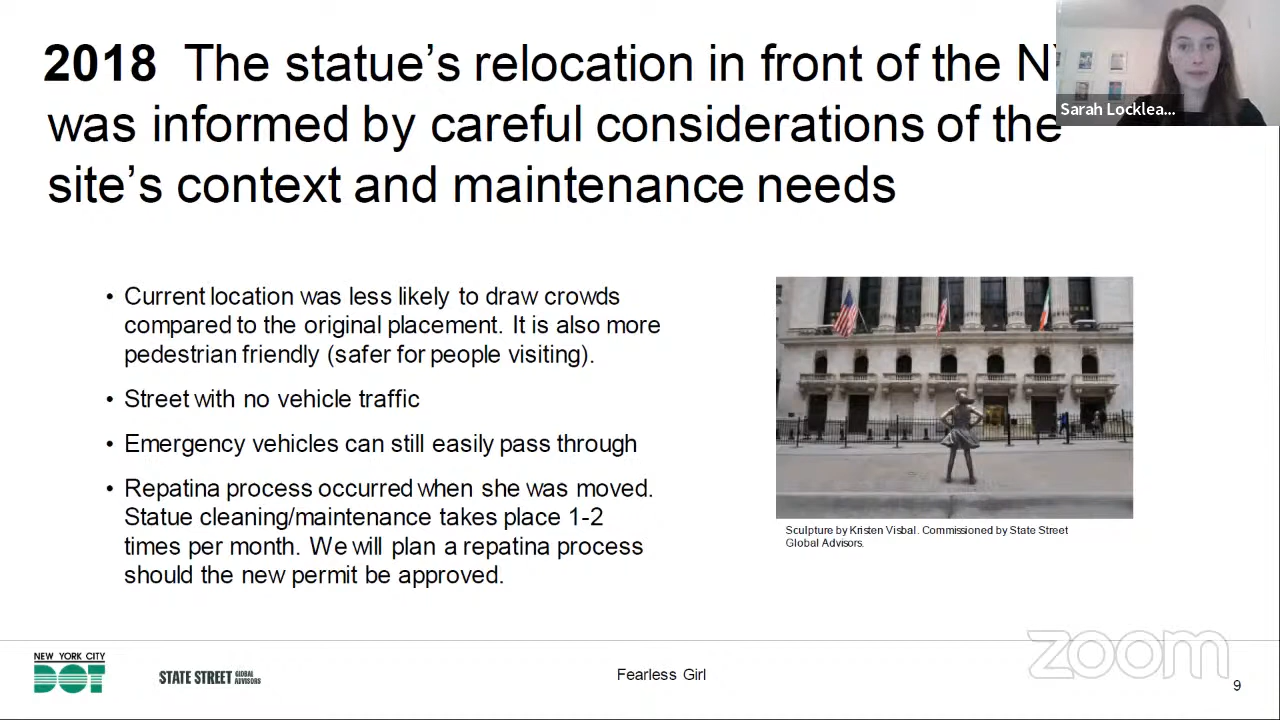 2018 The statue’s relocation in front of the
was informed by careful considerations of the
site’s context and maintenance needs
Sarah Locklea...
• Current location was less likely to draw crowds
compared to the original placement. It is also more
pedestrian friendly (safer for people visiting).
• Street with no vehicle traffic
• Emergency vehicles can still easily pass through
• Repatina process occurred when she was moved.
Statue cleaning/maintenance takes place 1-2
times per month. We will plan a repatina process
should the new permit be approved.
Sculpture by Kristen Visbal. Commissioned by State Street
Global Advisors.
NEW YORK CITY
DOT
STATE STREET GLOBAL
ADVISORS
Fearless Girl
zoom
9